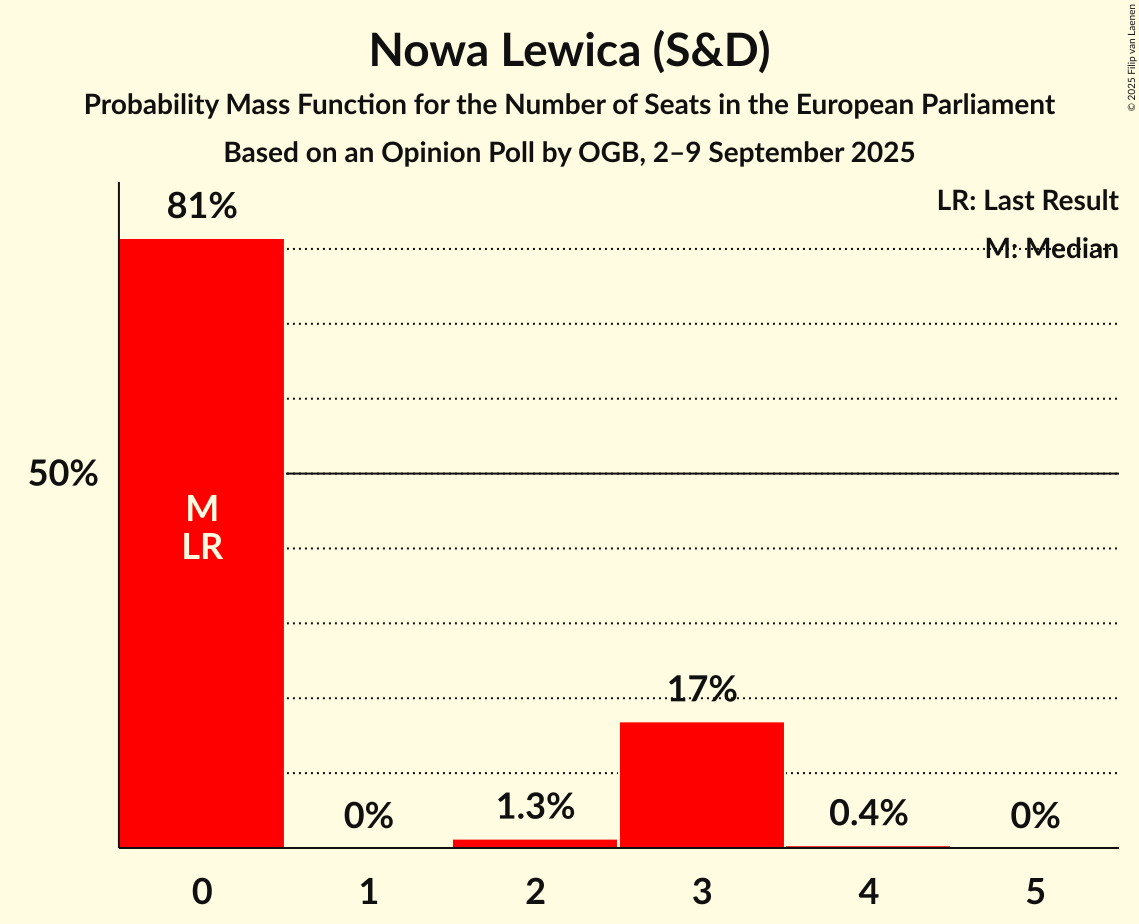 Nowa Lewica (S&D)
Probability Mass Function for the Number of Seats in the European Parliament
Based on an Opinion Poll by OGB, 2–9 September 2025
© 2025 Filip van Laenen
LR: Last Result
M: Median
81%
50%
M
LR
17%
0%
1.3%
0.4%
0%
0 1 2 3 4 5